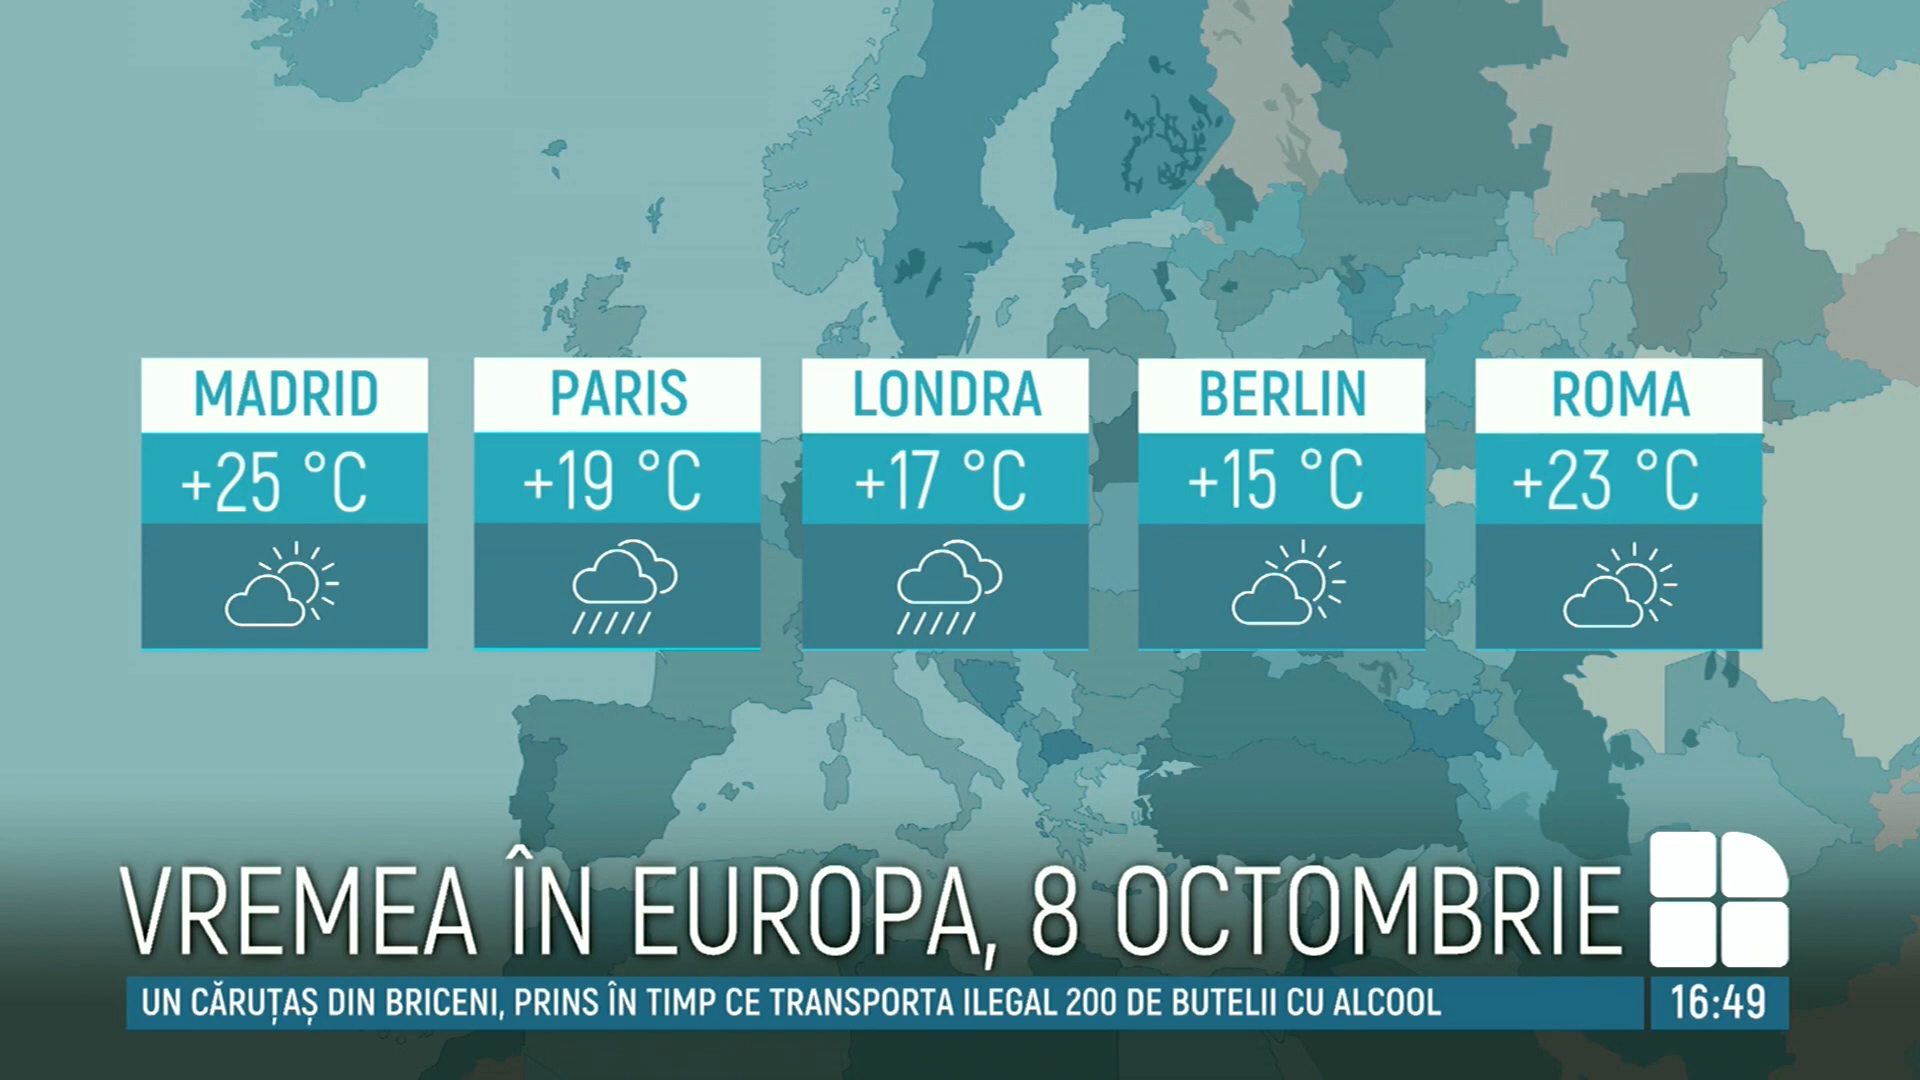 MADRID
+25 °C
PARIS
+19 °C
LONDRA
+17 °C
BERLIN
+15 °C
ROMA
+23 °C
VREMEA ÎN EUROPA, 8 OCTOMBRIE
UN CĂRUȚAȘ DIN BRICENI, PRINS ÎN TIMP CE TRANSPORTA ILEGAL 200 DE BUTELII CU ALCOOL
16:49